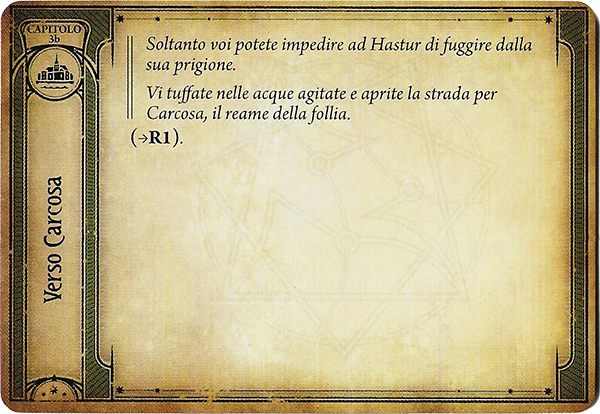 CAPITOLO
3b
Verso Carcosa
Soltanto voi potete impedire ad Hastur di fuggire dalla
sua prigione.
Vi tuffate nelle acque agitate e aprite la strada per
Carcosa, il reame della follia.
(→R1).